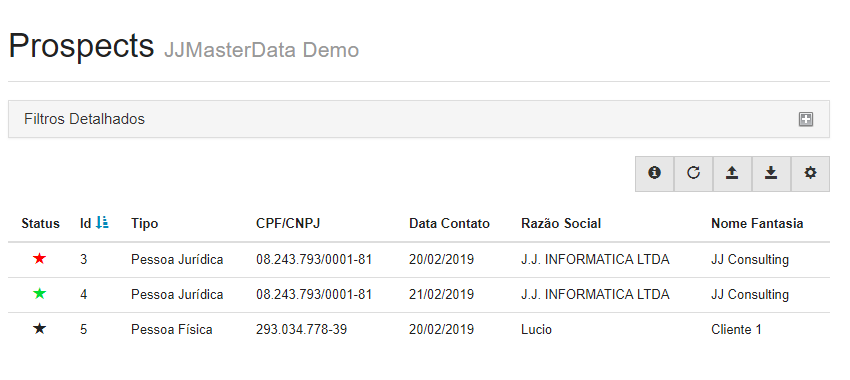 Prospects JJMasterData Demo
Filtros Detalhados
Status Id Tipo CPF/CNPJ Data Contato Razão Social Nome Fantasia
3 Pessoa Jurídica 08.243.793/0001-81 20/02/2019 J.J. INFORMATICA LTDA JJ Consulting
4 Pessoa Jurídica 08.243.793/0001-81 21/02/2019 J.J. INFORMATICA LTDA JJ Consulting
5 Pessoa Física 293.034.778-39 20/02/2019 Lucio Cliente 1